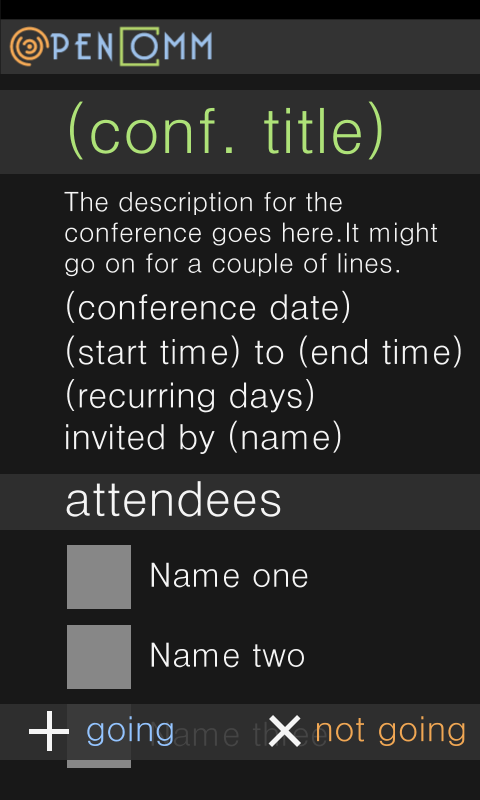 OPENCOMM
(conf. title)
The description for the
conference goes here.It might
go on for a couple of lines.
(conference date)
(start time) to (end time)
(recurring days)
invited by (name)
attendees
Name one
Name two
Name three
going
not going